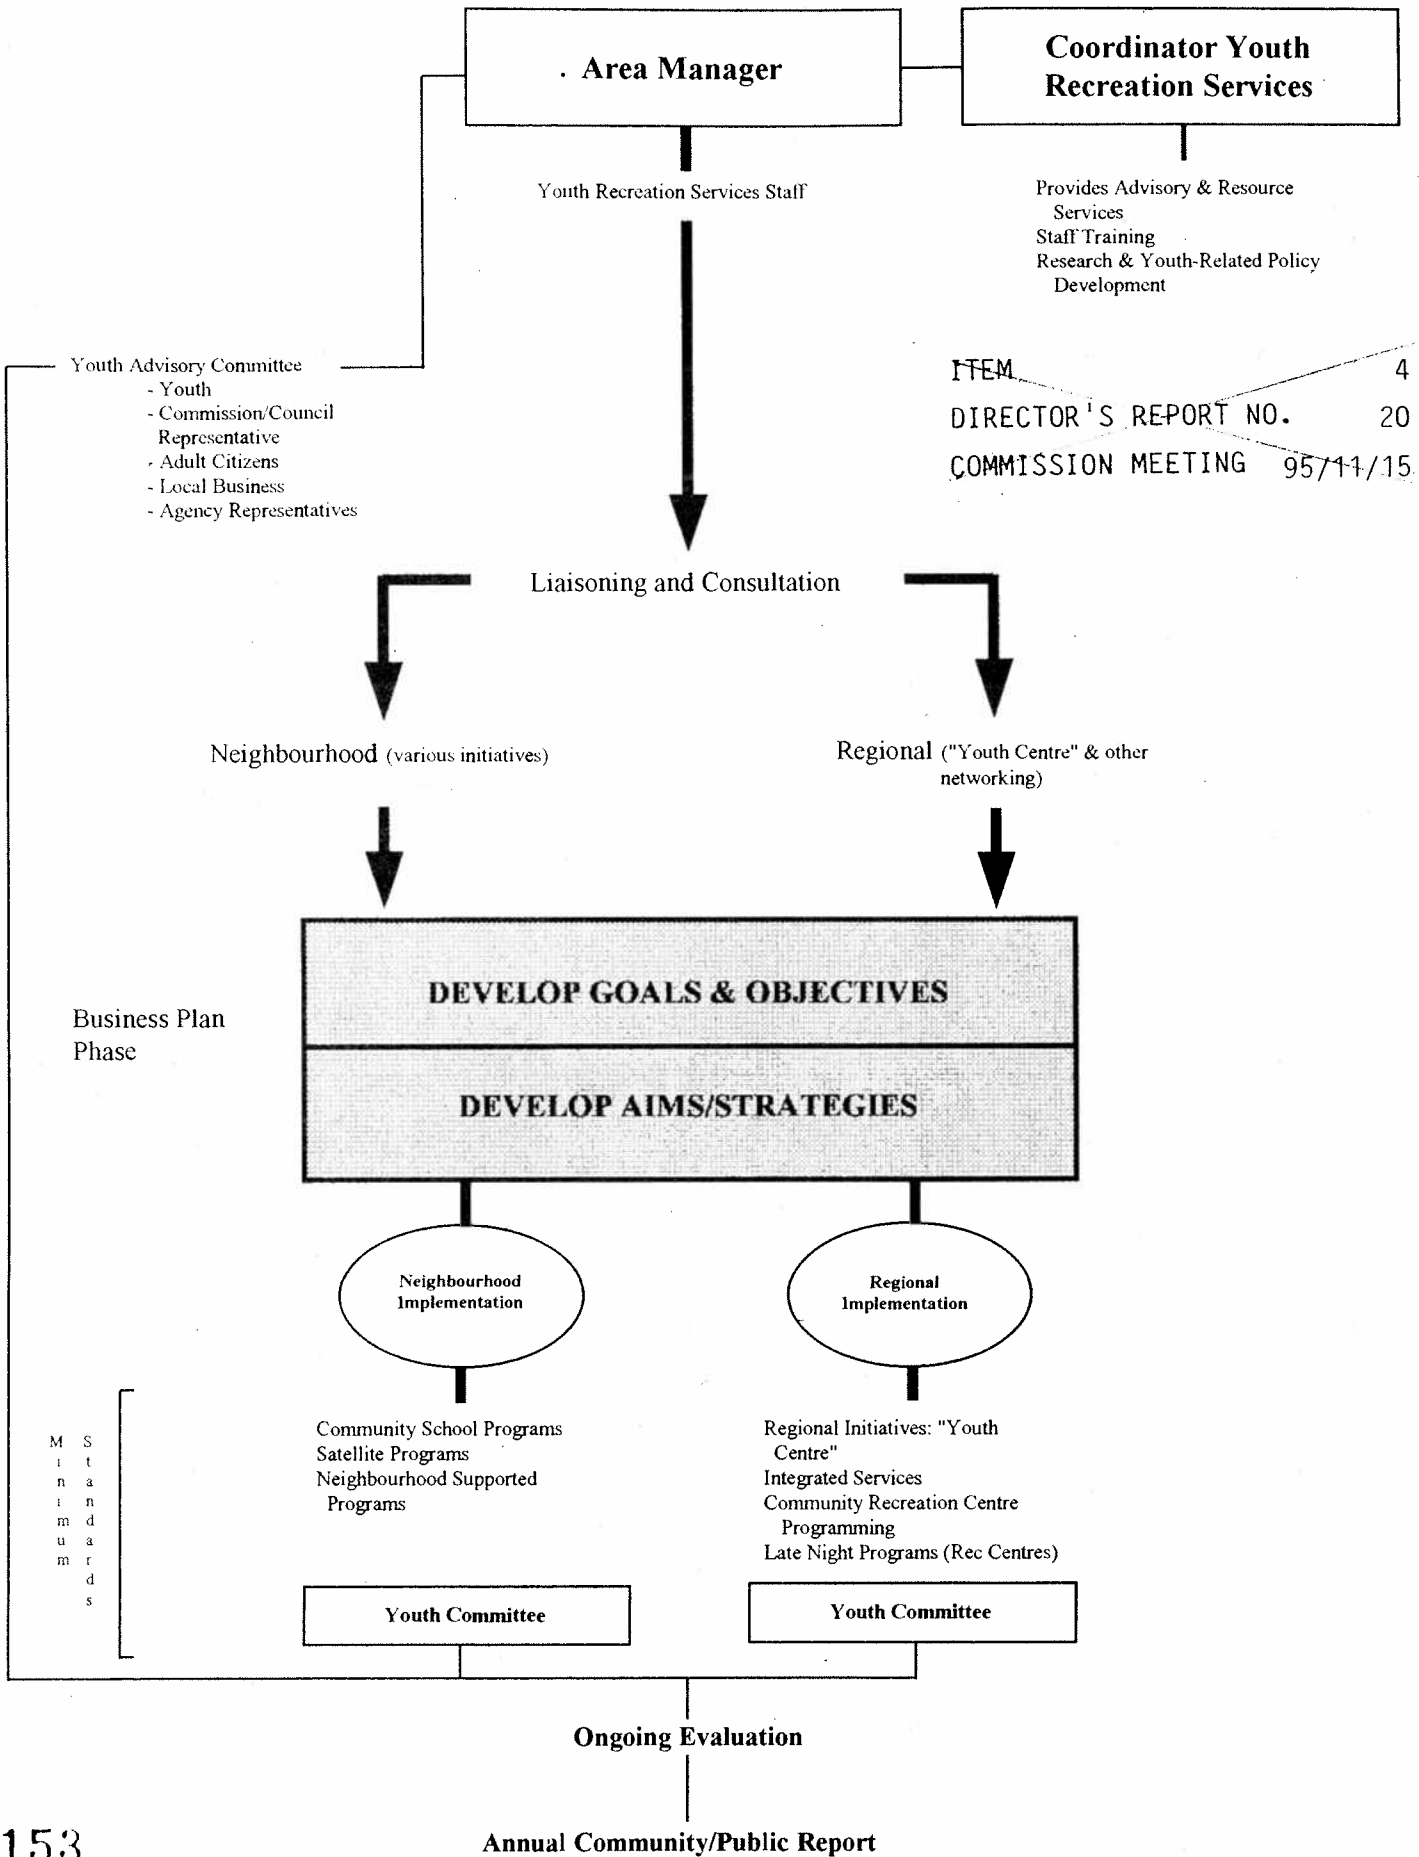 Area Manager
Coordinator Youth
Recreation Services
Youth Recreation Services Staff
Provides Advisory & Resource
Services
Staff Training
Research & Youth-Related Policy
Development
Youth Advisory Committee
- Youth
- Commission/Council
Representative
- Adult Citizens
- Local Business
- Agency Representatives
ITEM 4
DIRECTOR'S REPORT NO. 20
COMMISSION MEETING 95/11/15
Liaisoning and Consultation
Neighbourhood (various initiatives)
Regional ("Youth Centre" & other
networking)
DEVELOP GOALS & OBJECTIVES
Business Plan
Phase
DEVELOP AIMS/STRATEGIES
Neighbourhood
Implementation
Regional
Implementation
Minimum
Standards
Community School Programs
Satellite Programs
Neighbourhood Supported
Programs
Regional Initiatives: "Youth
Centre"
Integrated Services
Community Recreation Centre
Programming
Late Night Programs (Rec Centres)
Youth Committee
Youth Committee
Ongoing Evaluation
Annual Community/Public Report
153